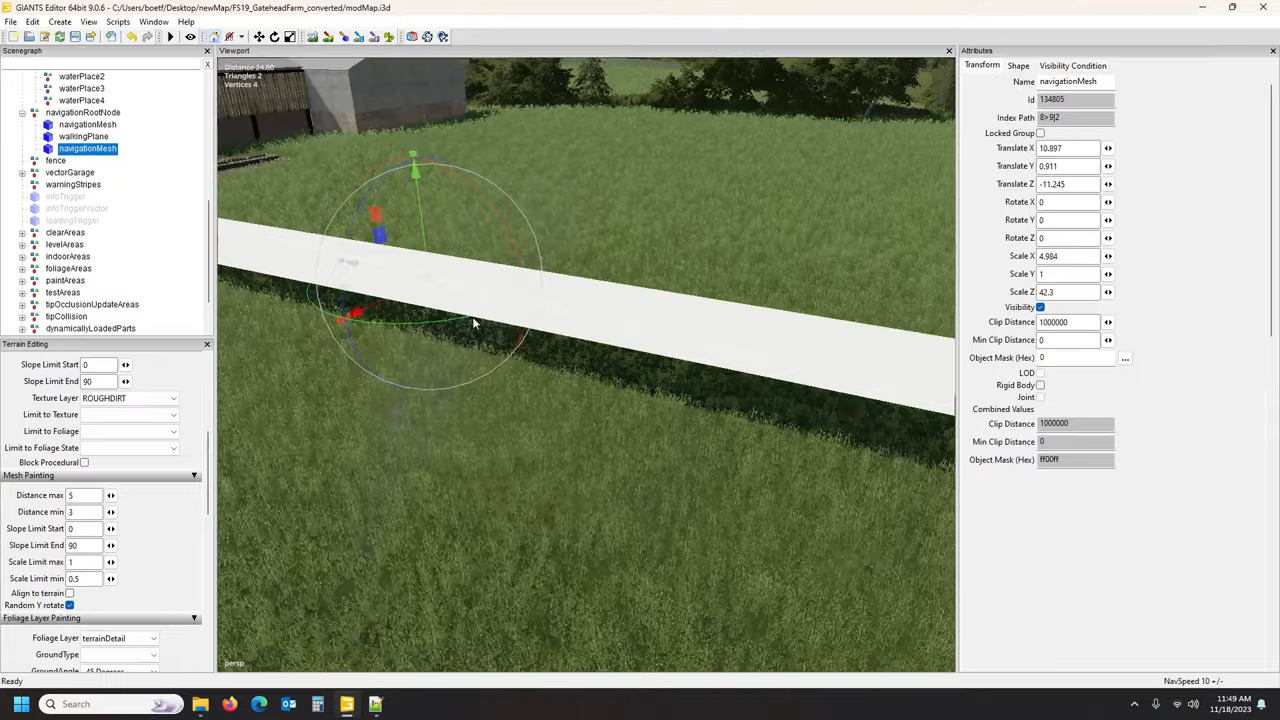 GIANTS Editor 64bit 9.0.6 - C:/Users/boetf/Desktop/newMap/FS19_GateheadFarm_converted/modMap.i3d
File Edit Create View Scripts Window Help
Scenegraph
X
waterPlace2
waterPlace3
waterPlace4
navigationRootNode
navigationMesh
walkingPlane
navigationMesh
fence
vectorGarage
warningStripes
infoTrigger
infoTriggerVector
loadingTrigger
clearAreas
levelAreas
indoorAreas
foliageAreas
paintAreas
testAreas
tipOcclusionUpdateAreas
tipCollision
dynamicallyLoadedParts
Terrain Editing
Slope Limit Start 0
Slope Limit End 90
Texture Layer ROUGHDIRT
Limit to Texture
Limit to Foliage
Limit to Foliage State
Block Procedural
Mesh Painting
Distance max 5
Distance min 3
Slope Limit Start 0
Slope Limit End 90
Scale Limit max 1
Scale Limit min 0.5
Align to terrain
Random Y rotate
Foliage Layer Painting
Foliage Layer terrainDetail
GroundType
GroundAngle -45 Degrees
Viewport
Distance 24.80
Triangles 2
Vertices 4
persp
Attributes
Transform Shape Visibility Condition
Name navigationMesh
Id 134805
Index Path 8>9|2
Locked Group
Translate X 10.897
Translate Y 0.911
Translate Z -11.245
Rotate X 0
Rotate Y 0
Rotate Z 0
Scale X 4.984
Scale Y 1
Scale Z 42.3
Visibility
Clip Distance 1000000
Min Clip Distance 0
Object Mask (Hex) 0 ...
LOD
Rigid Body
Joint
Combined Values
Clip Distance 1000000
Min Clip Distance 0
Object Mask (Hex) ff00ff
Ready
NavSpeed 10 +/-
Search
11:49 AM
11/18/2023